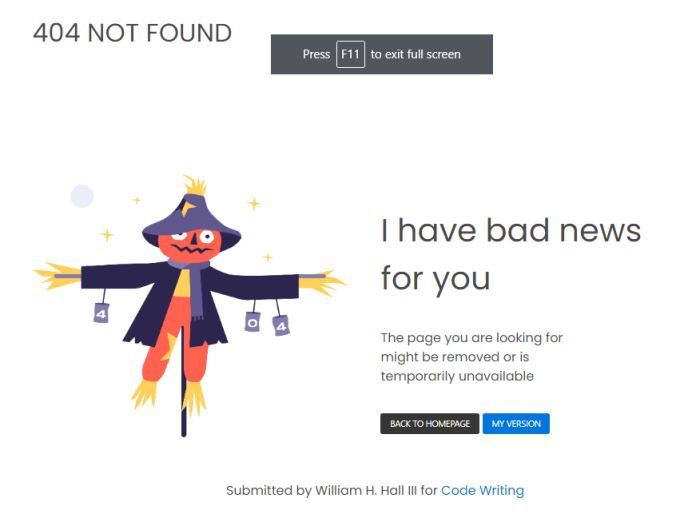 404 NOT FOUND
Press F11 to exit full screen
I have bad news
for you
4
0 4
The page you are looking for
might be removed or is
temporarily unavailable
BACK TO HOMEPAGE MY VERSION
Submitted by William H. Hall III for Code Writing